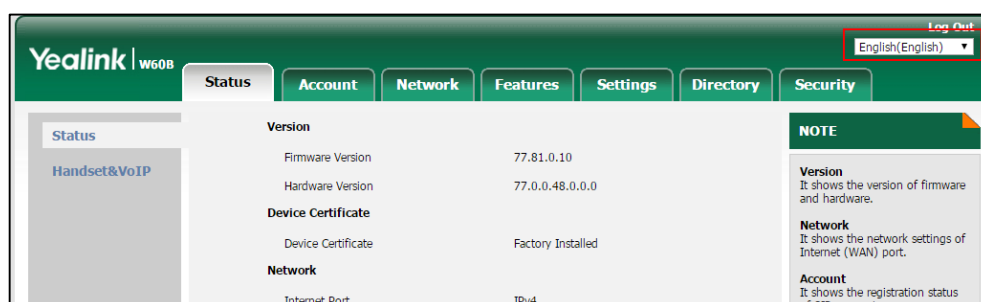 Log Out
Yealink | W60B
English(English)
Status Account Network Features Settings Directory Security
Status
Handset&VoIP
Version
Firmware Version 77.81.0.10
Hardware Version 77.0.0.48.0.0.0
Device Certificate
Device Certificate Factory Installed
Network
Internet Port IPv4
NOTE
Version
It shows the version of firmware
and hardware.
Network
It shows the network settings of
Internet (WAN) port.
Account
It shows the registration status